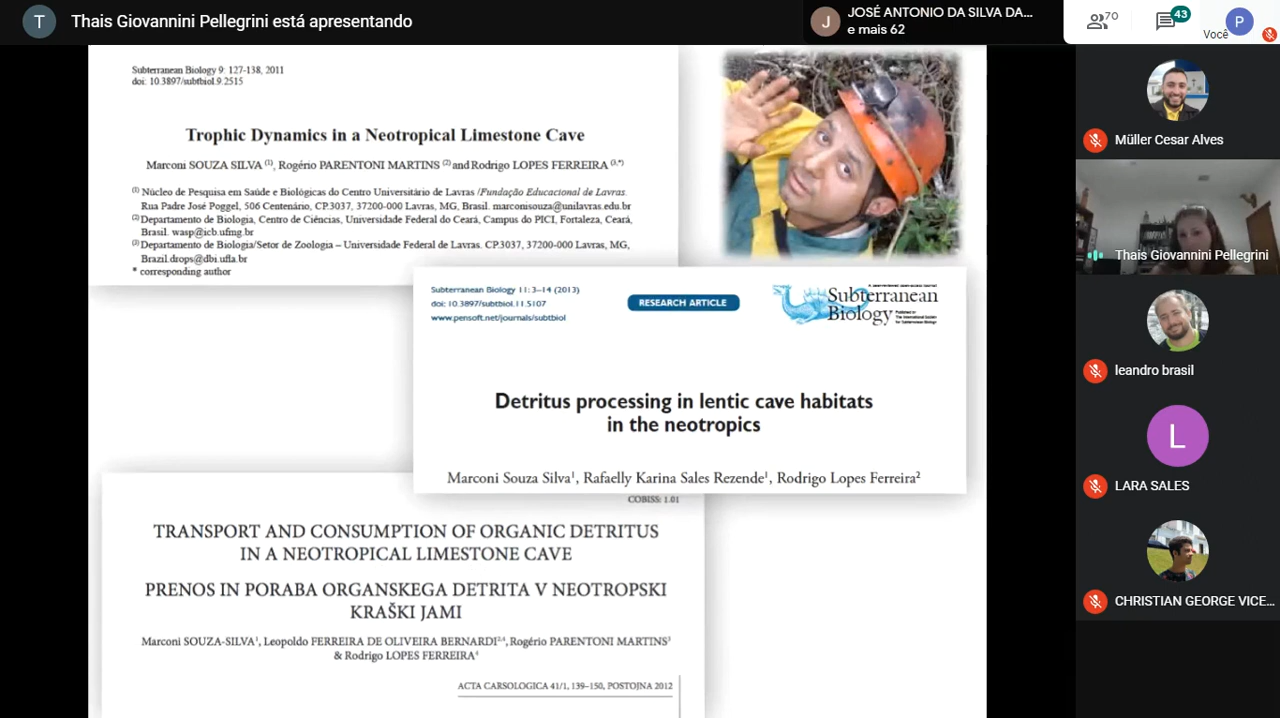 T Thais Giovannini Pellegrini está apresentando
J JOSÉ ANTONIO DA SILVA DA...
e mais 62
70
43
Você
P
Subterranean Biology 9: 127-138, 2011
doi: 10.3897/subtbiol.9.2515
Trophic Dynamics in a Neotropical Limestone Cave
Marconi SOUZA SILVA (1), Rogério PARENTONI MARTINS (2) and Rodrigo LOPES FERREIRA (3,*)
(1) Núcleo de Pesquisa em Saúde e Biológicas do Centro Universitário de Lavras /Fundação Educacional de Lavras.
Rua Padre José Poggel, 506 Centenário, CP.3037, 37200-000 Lavras, MG, Brasil. marconisouza@unilavras.edu.br
(2) Departamento de Biologia, Centro de Ciências, Universidade Federal do Ceará, Campus do PICI, Fortaleza, Ceará,
Brasil. wasp@icb.ufmg.br
(3) Departamento de Biologia/Setor de Zoologia – Universidade Federal de Lavras. CP.3037, 37200-000 Lavras, MG,
Brazil.drops@dbi.ufla.br
* corresponding author
Subterranean Biology 11: 3–14 (2013)
doi: 10.3897/subtbiol.11.5107
www.pensoft.net/journals/subtbiol
RESEARCH ARTICLE
Subterranean
Biology
Detritus processing in lentic cave habitats
in the neotropics
Marconi Souza Silva1, Rafaelly Karina Sales Rezende1, Rodrigo Lopes Ferreira2
COBISS: 1.01
TRANSPORT AND CONSUMPTION OF ORGANIC DETRITUS
IN A NEOTROPICAL LIMESTONE CAVE
PRENOS IN PORABA ORGANSKEGA DETRITA V NEOTROPSKI
KRAŠKI JAMI
Marconi SOUZA-SILVA1, Leopoldo FERREIRA DE OLIVEIRA BERNARDI2,4, Rogério PARENTONI MARTINS3
& Rodrigo LOPES FERREIRA4
ACTA CARSOLOGICA 41/1, 139–150, POSTOJNA 2012
Müller Cesar Alves
Thais Giovannini Pellegrini
leandro brasil
L
LARA SALES
CHRISTIAN GEORGE VICE...